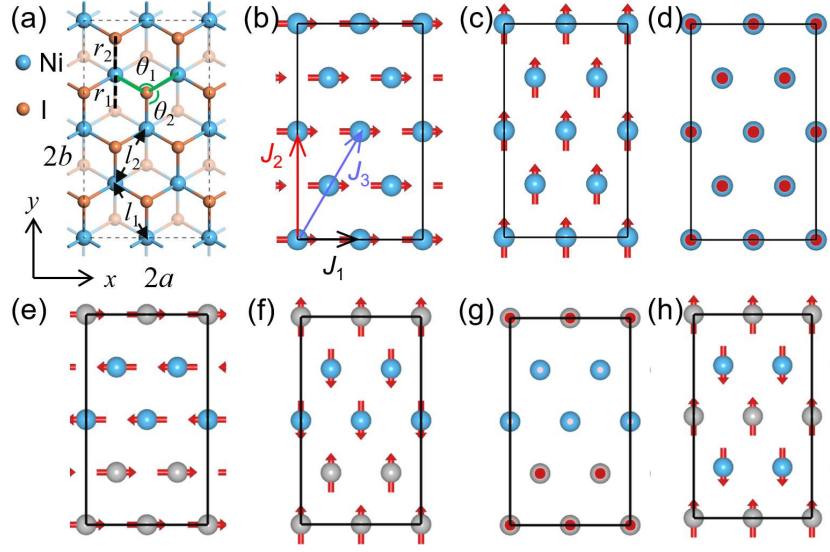 (a)
Ni
I
r₂
r₁
θ₁
θ₂
l₂
l₁
2b
2a
y
x
(b)
J₂
J₃
J₁
(c)
(d)
(e)
(f)
(g)
(h)